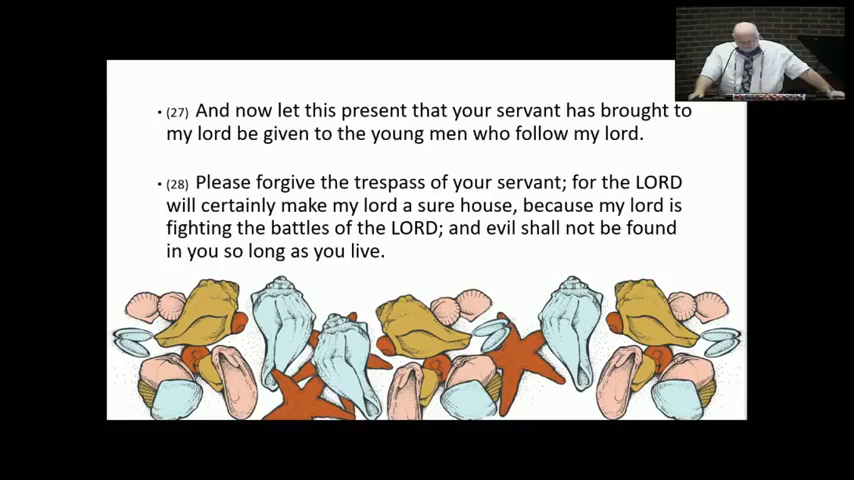 • (27) And now let this present that your servant has brought to
my lord be given to the young men who follow my lord.
• (28) Please forgive the trespass of your servant; for the LORD
will certainly make my lord a sure house, because my lord is
fighting the battles of the LORD; and evil shall not be found
in you so long as you live.